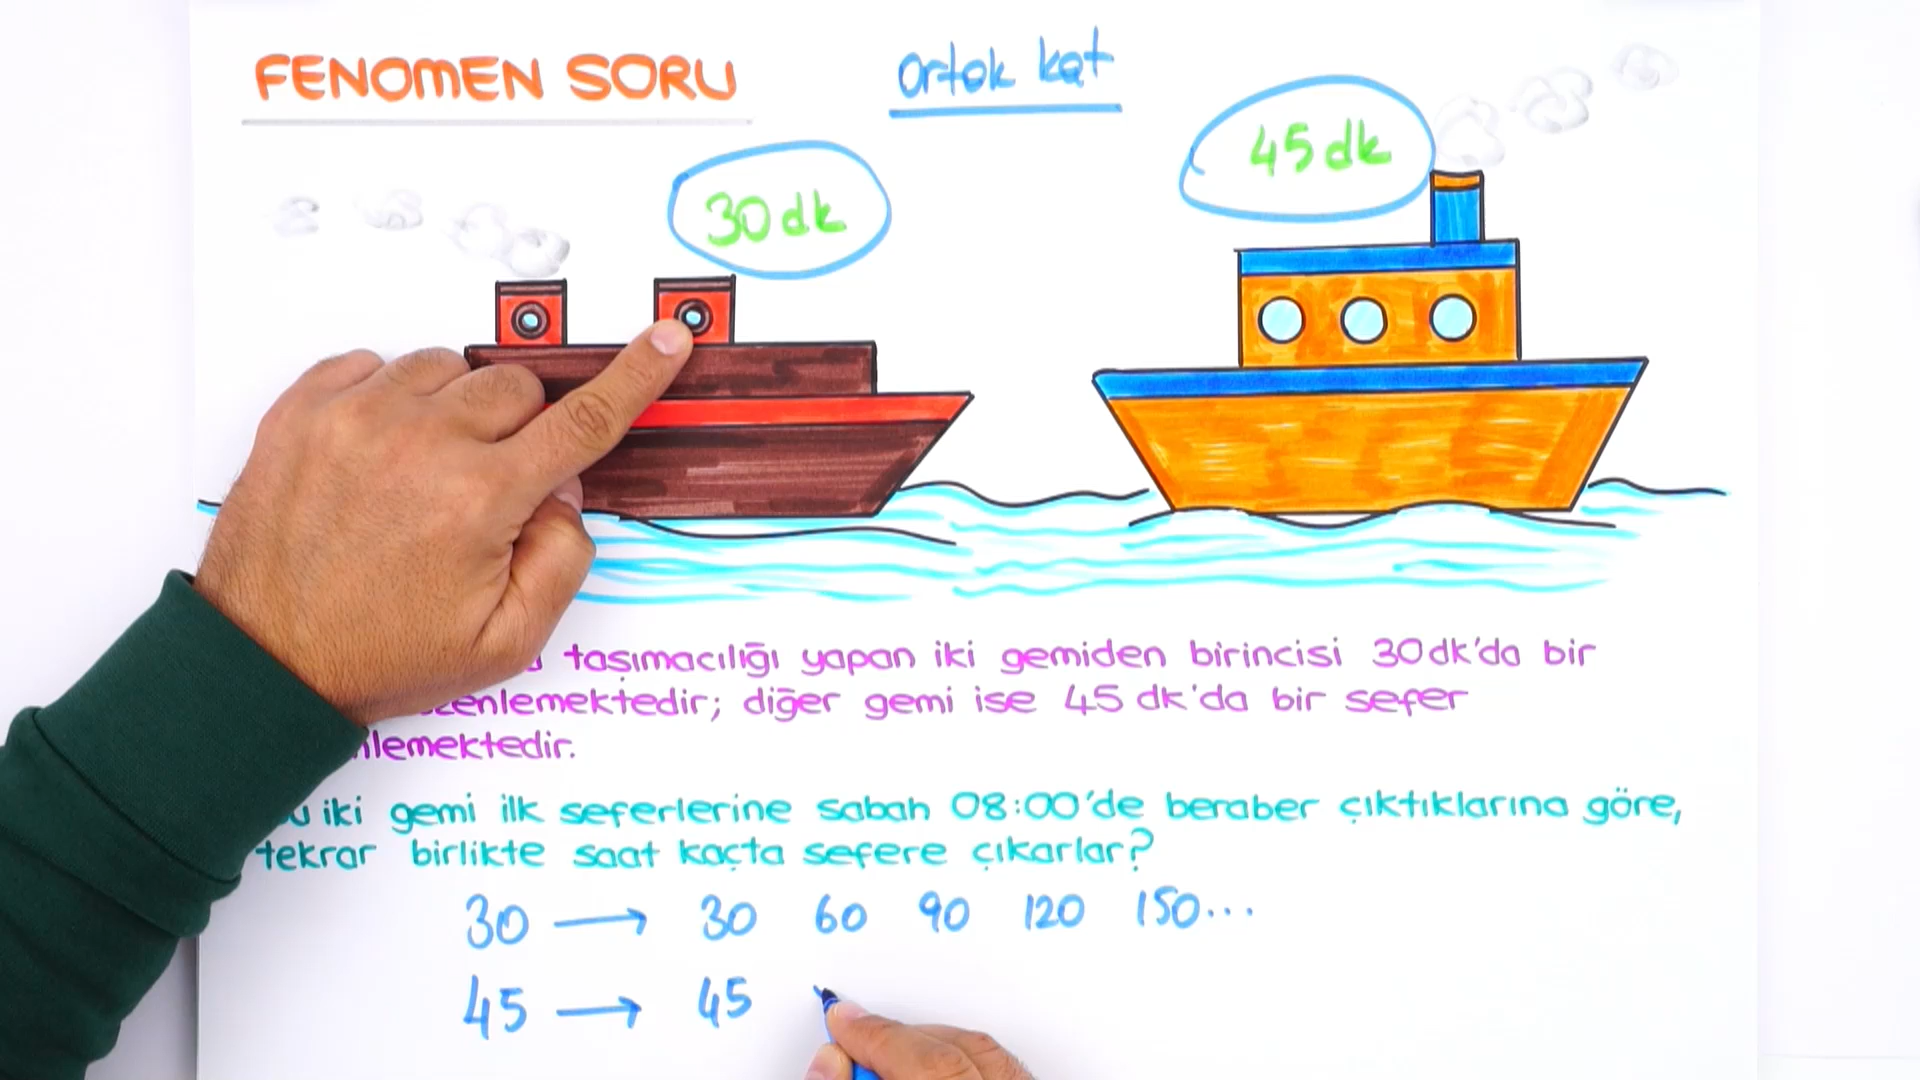 FENOMEN SORU
Ortak kat
30 dk
45 dk
taşımacılığı yapan iki gemiden birincisi 30 dk'da bir
diğer gemi ise 45 dk'da bir sefer
iki gemi ilk seferlerine sabah 08:00'de beraber çıktıklarına göre,
tekrar birlikte saat kaçta sefere çıkarlar?
30 → 30 60 90 120 150...
45 → 45